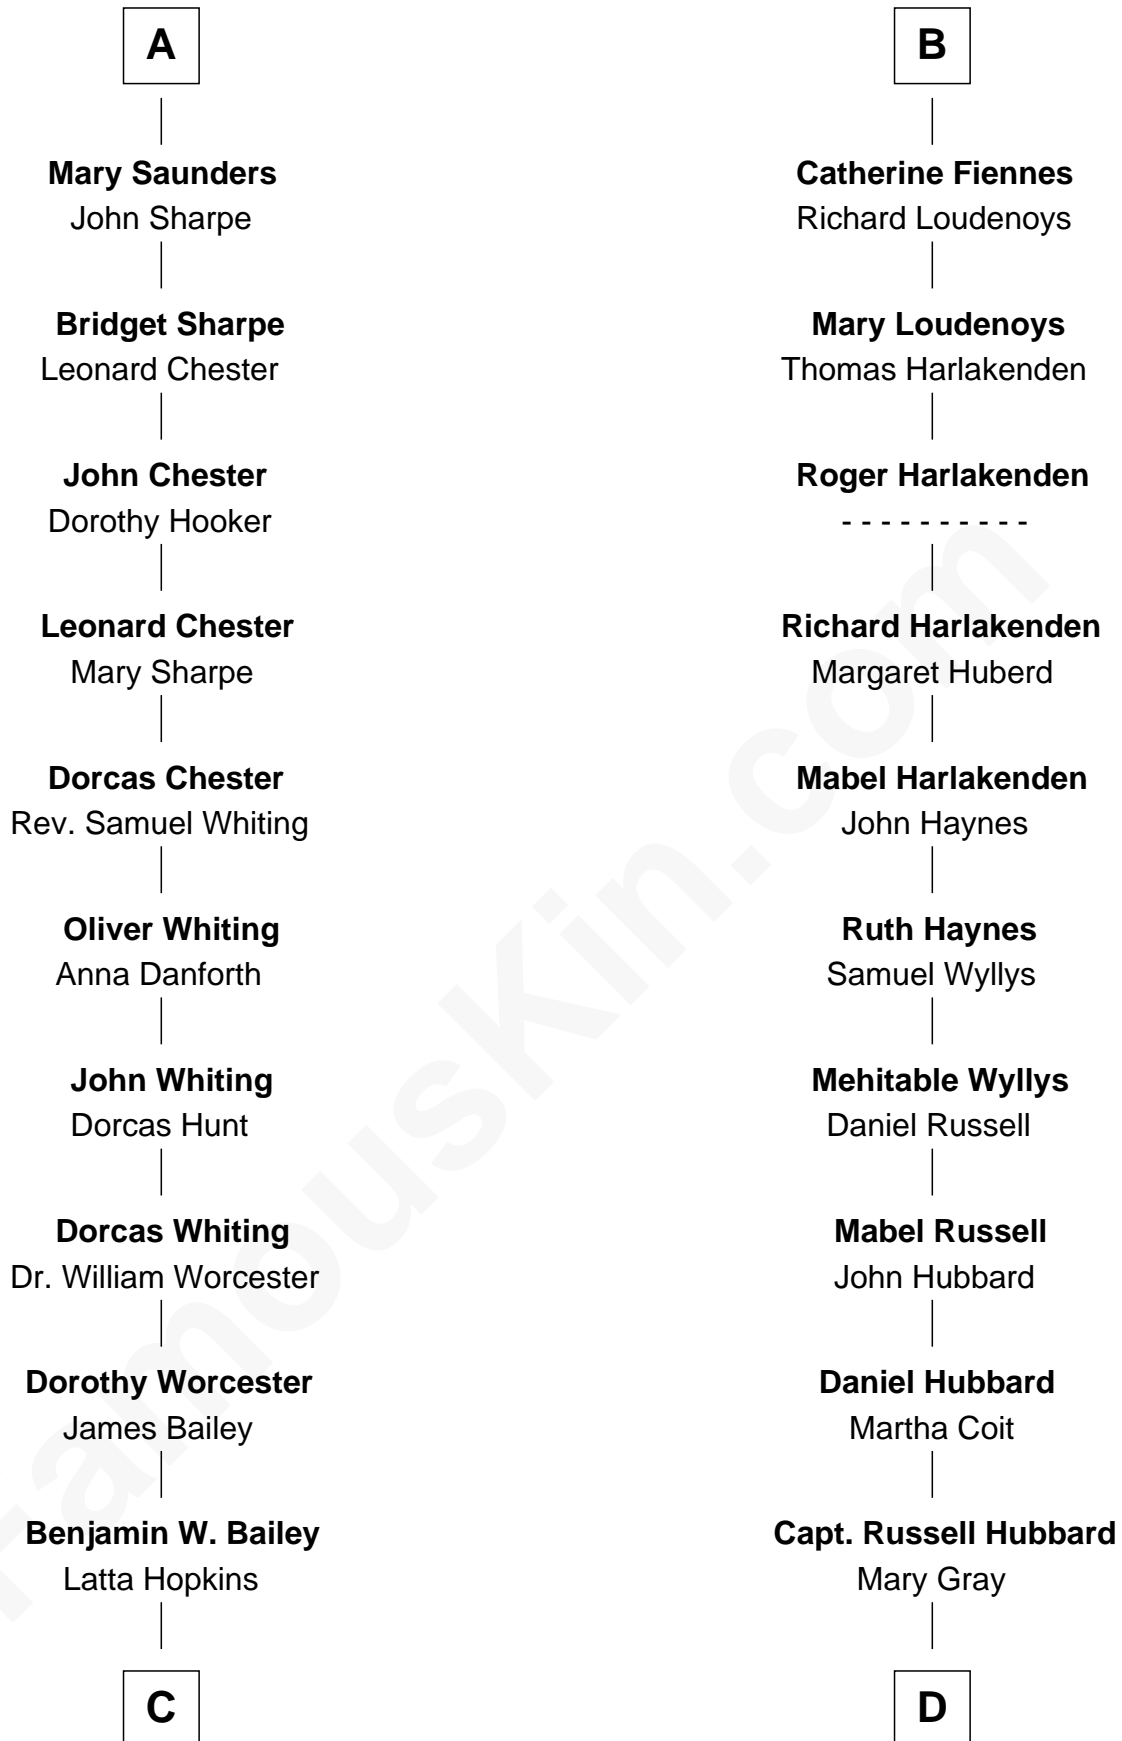 A
Mary Saunders
John Sharpe
Bridget Sharpe
Leonard Chester
John Chester
Dorothy Hooker
Leonard Chester
Mary Sharpe
Dorcas Chester
Rev. Samuel Whiting
Oliver Whiting
Anna Danforth
John Whiting
Dorcas Hunt
Dorcas Whiting
Dr. William Worcester
Dorothy Worcester
James Bailey
Benjamin W. Bailey
Latta Hopkins
C
B
Catherine Fiennes
Richard Loudenoys
Mary Loudenoys
Thomas Harlakenden
Roger Harlakenden
- - - - - - - - - -
Richard Harlakenden
Margaret Huberd
Mabel Harlakenden
John Haynes
Ruth Haynes
Samuel Wyllys
Mehitable Wyllys
Daniel Russell
Mabel Russell
John Hubbard
Daniel Hubbard
Martha Coit
Capt. Russell Hubbard
Mary Gray
D
FamousKin.com